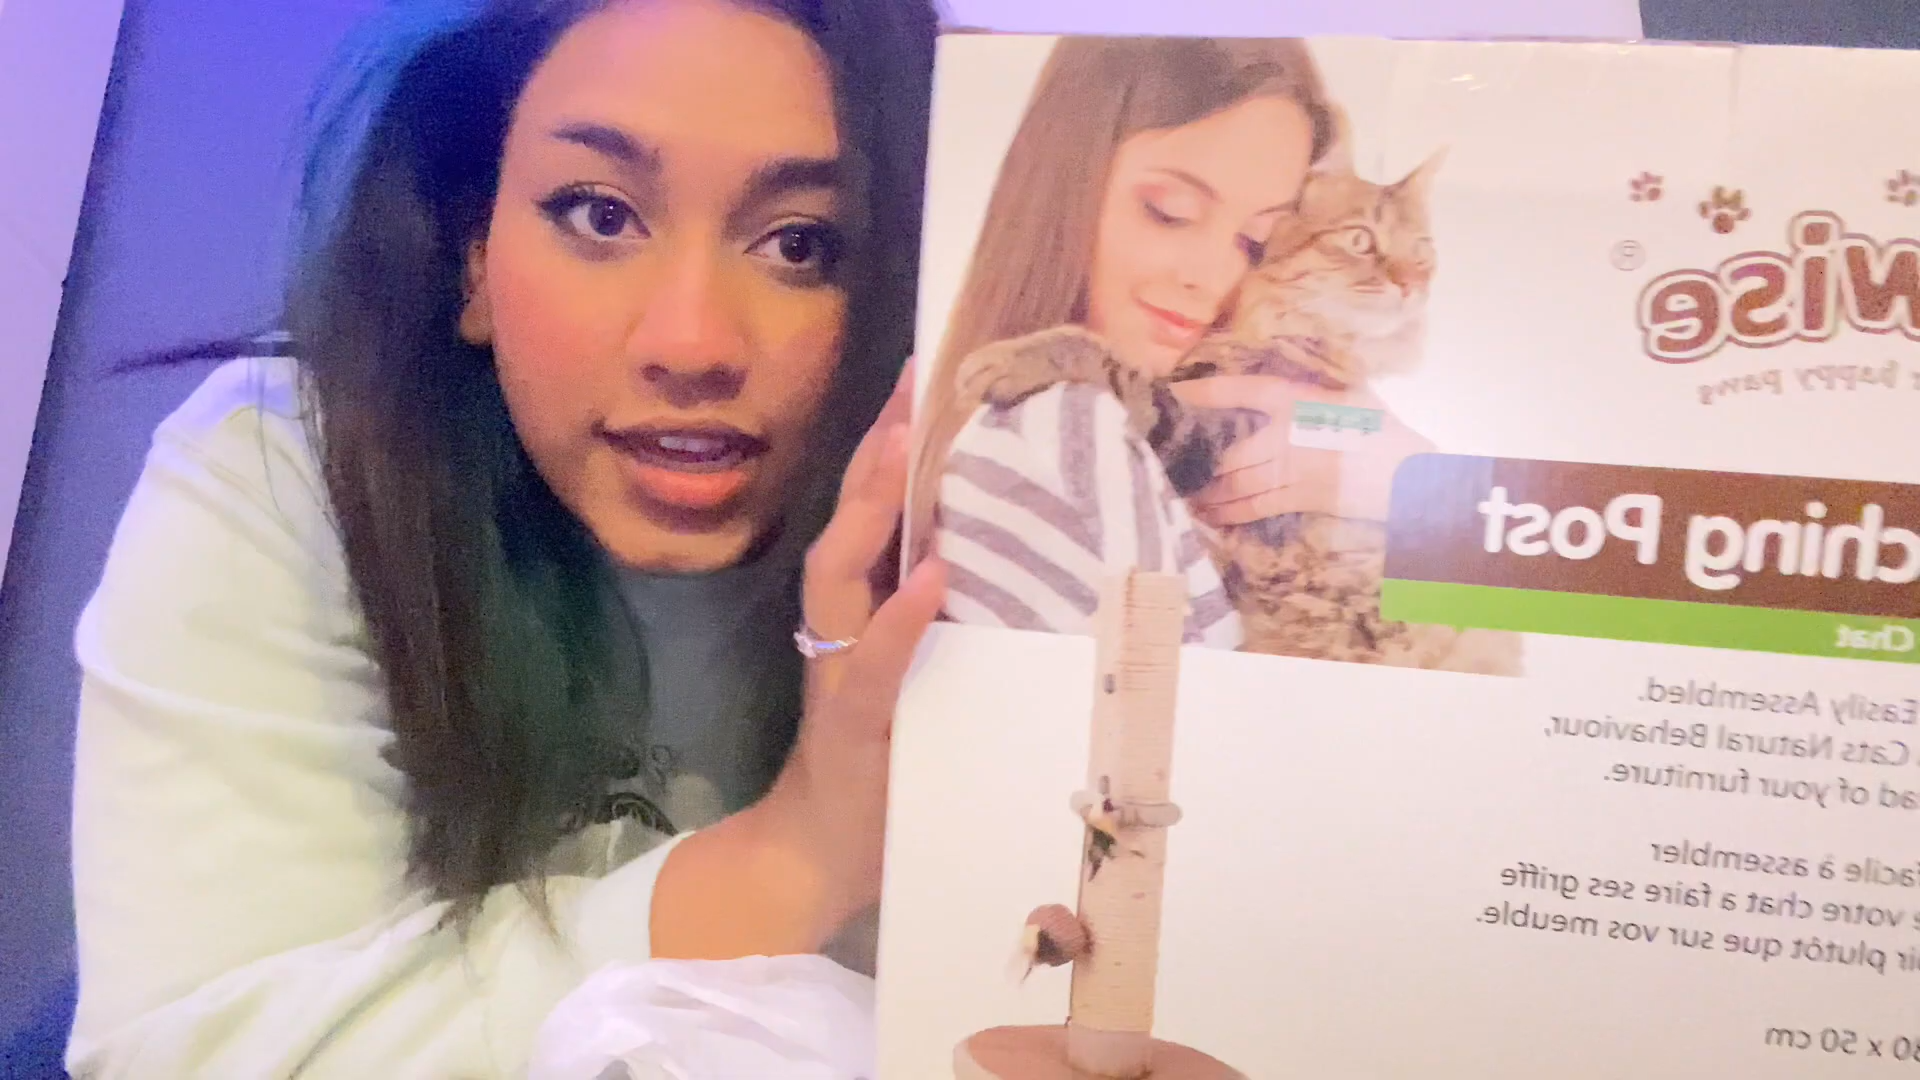 wise
®
happy paws
ching Post
Chat
Easily Assembled.
Cats Natural Behaviour,
ad of your furniture.
facile à assembler
e votre chat a faire ses griffe
ir plutôt que sur vos meuble.
30 x 50 cm